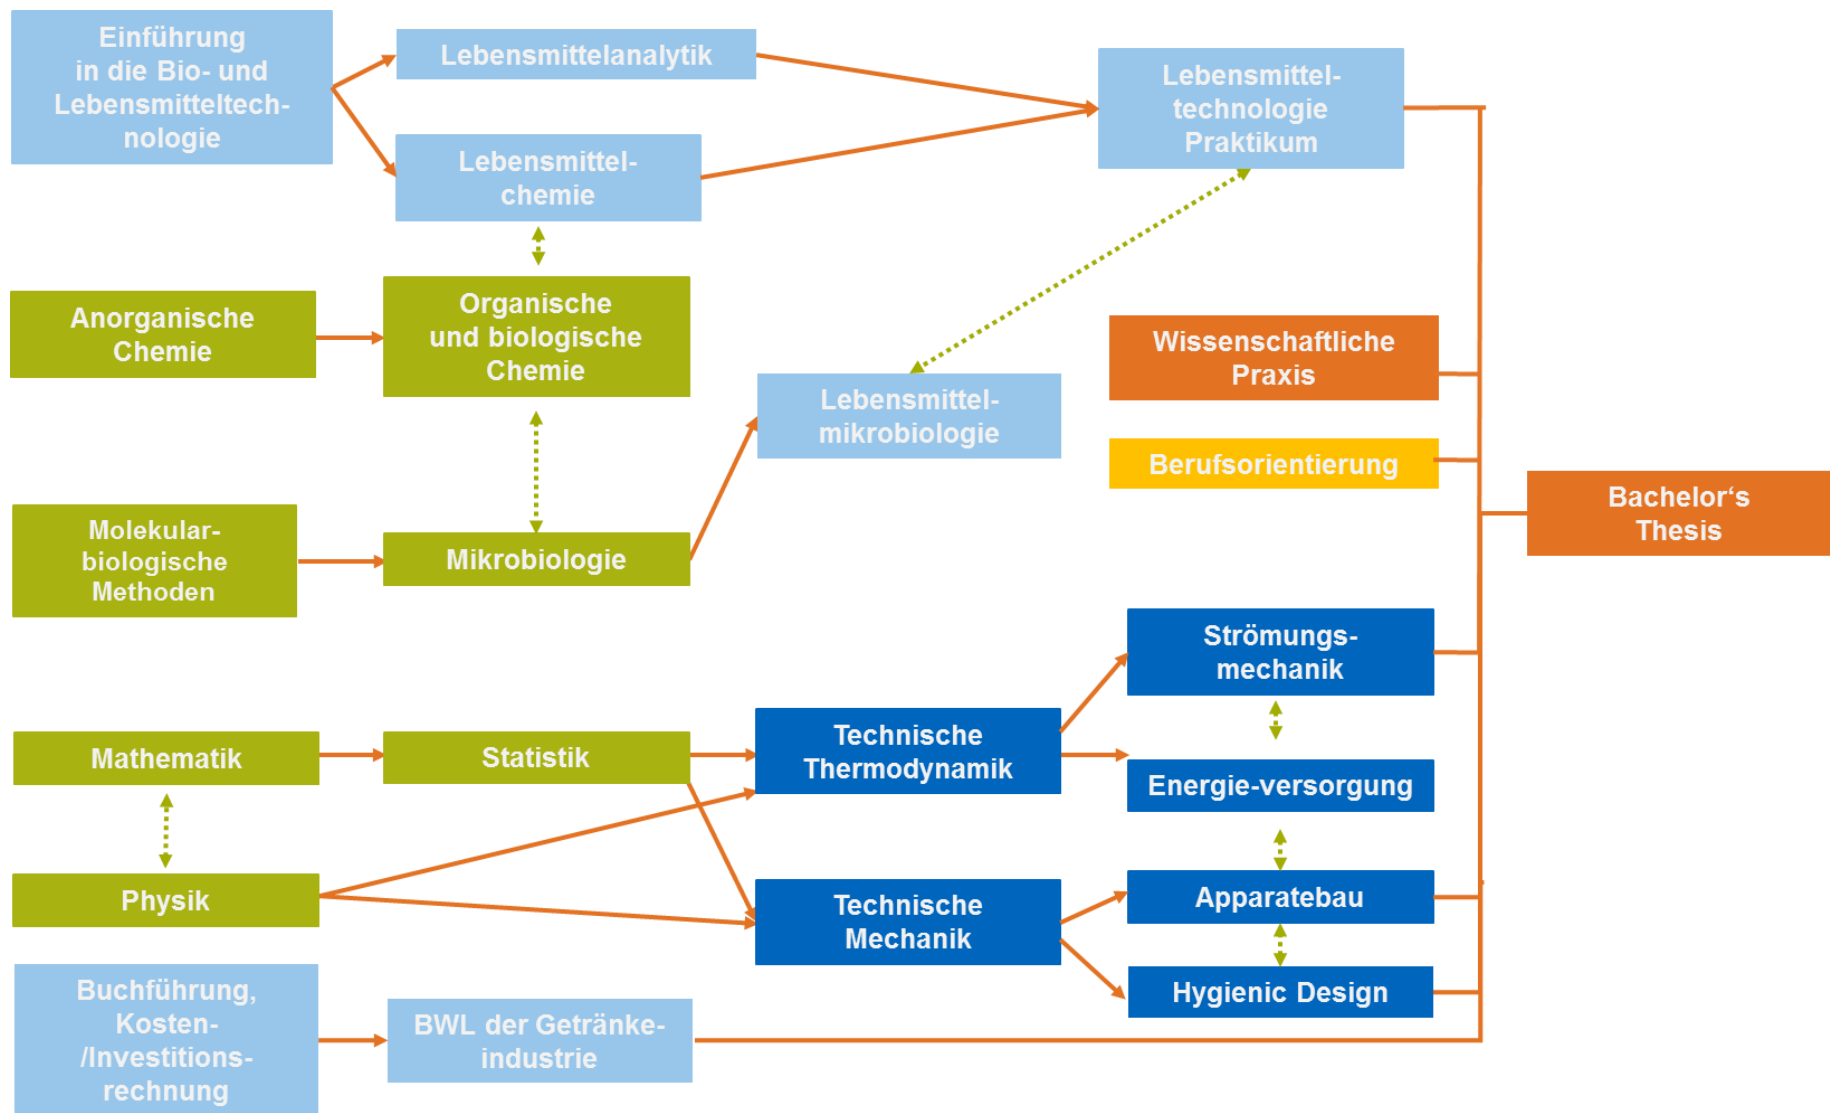 Einführung
in die Bio- und
Lebensmitteltech-
nologie
Lebensmittelanalytik
Lebensmittel-
chemie
Lebensmittel-
technologie
Praktikum
Anorganische
Chemie
Organische
und biologische
Chemie
Lebensmittel-
mikrobiologie
Wissenschaftliche
Praxis
Berufsorientierung
Bachelor‘s
Thesis
Molekular-
biologische
Methoden
Mikrobiologie
Strömungs-
mechanik
Mathematik
Statistik
Technische
Thermodynamik
Energie-versorgung
Physik
Technische
Mechanik
Apparatebau
Hygienic Design
Buchführung,
Kosten-
/Investitions-
rechnung
BWL der Getränke-
industrie